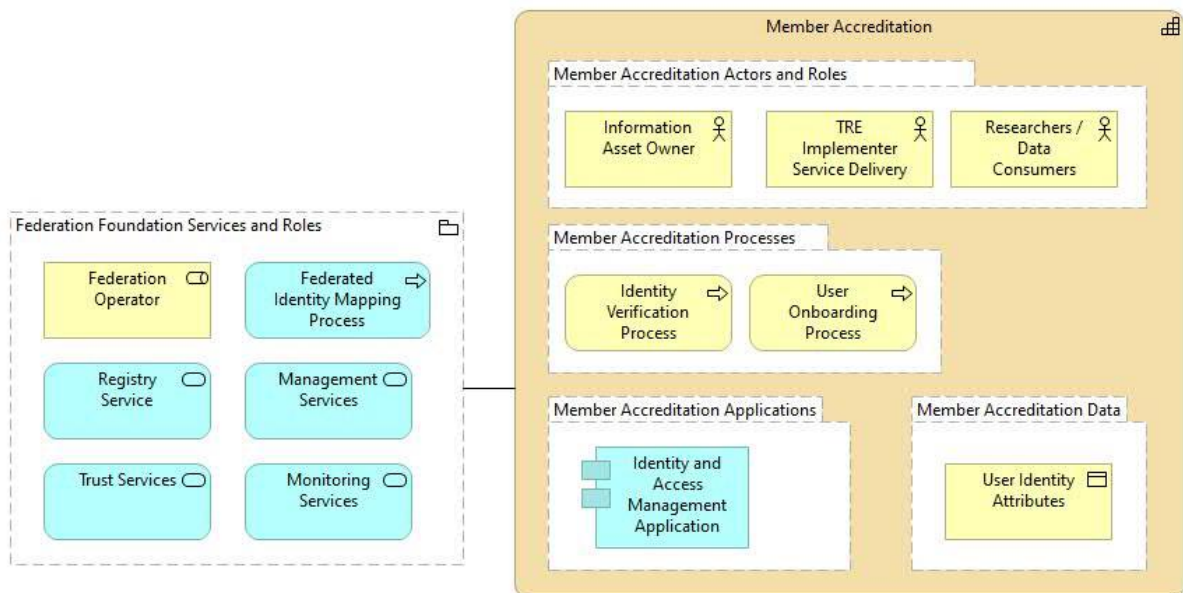 Member Accreditation
Member Accreditation Actors and Roles
Information
Asset Owner
TRE
Implementer
Service Delivery
Researchers /
Data
Consumers
Federation Foundation Services and Roles
Federation
Operator
Federated
Identity Mapping
Process
Registry
Service
Management
Services
Trust Services
Monitoring
Services
Member Accreditation Processes
Identity
Verification
Process
User
Onboarding
Process
Member Accreditation Applications
Identity and
Access
Management
Application
Member Accreditation Data
User Identity
Attributes